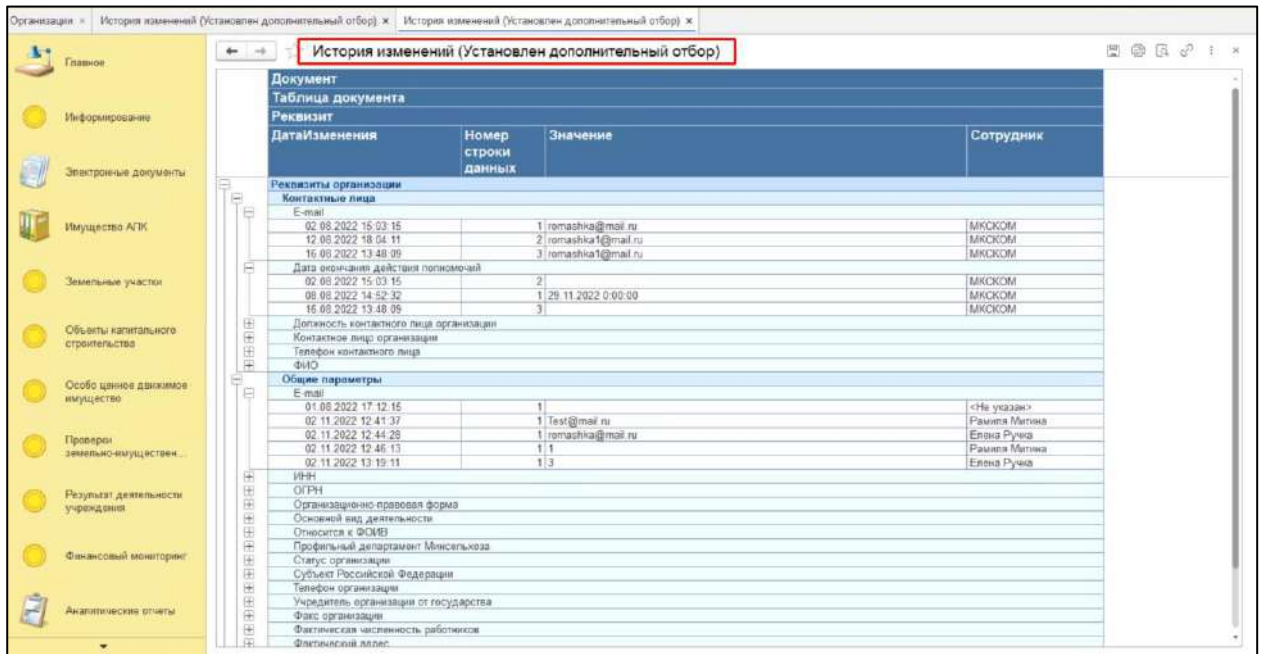 Организации ×
История изменений (Установлен дополнительный отбор) ×
История изменений (Установлен дополнительный отбор) ×
Главное
Информирование
Электронные документы
Имущество АПК
Земельные участки
Объекты капитального
строительства
Особо ценное движимое
имущество
Проверки
земельно-имуществен...
Результат деятельности
учреждения
Финансовый мониторинг
Аналитические отчеты
История изменений (Установлен дополнительный отбор)
Документ
Таблица документа
Реквизит
ДатаИзменения Номер строки данных Значение Сотрудник
Реквизиты организации
Контактные лица
E-mail
02.08.2022 15:03:15 1 romashka@mail.ru МКСКОМ
12.08.2022 18:04:11 2 romashka1@mail.ru МКСКОМ
16.08.2022 13:48:09 3 romashka1@mail.ru МКСКОМ
Дата окончания действия полномочий
02.08.2022 15:03:15 2 МКСКОМ
08.08.2022 14:52:32 1 29.11.2022 0:00:00 МКСКОМ
16.08.2022 13:48:09 3 МКСКОМ
Должность контактного лица организации
Контактное лицо организации
Телефон контактного лица
ФИО
Общие параметры
E-mail
01.08.2022 17:12:15 1 <Не указан>
02.11.2022 12:41:37 1 Test@mail.ru Рамиля Митина
02.11.2022 12:44:28 1 romashka@mail.ru Елена Ручка
02.11.2022 12:46:13 1 1 Рамиля Митина
02.11.2022 13:19:11 1 3 Елена Ручка
ИНН
ОГРН
Организационно-правовая форма
Основной вид деятельности
Относится к ФОИВ
Профильный департамент Минсельхоза
Статус организации
Субъект Российской Федерации
Телефон организации
Учредитель организации от государства
Факс организации
Фактическая численность работников
Фактический адрес